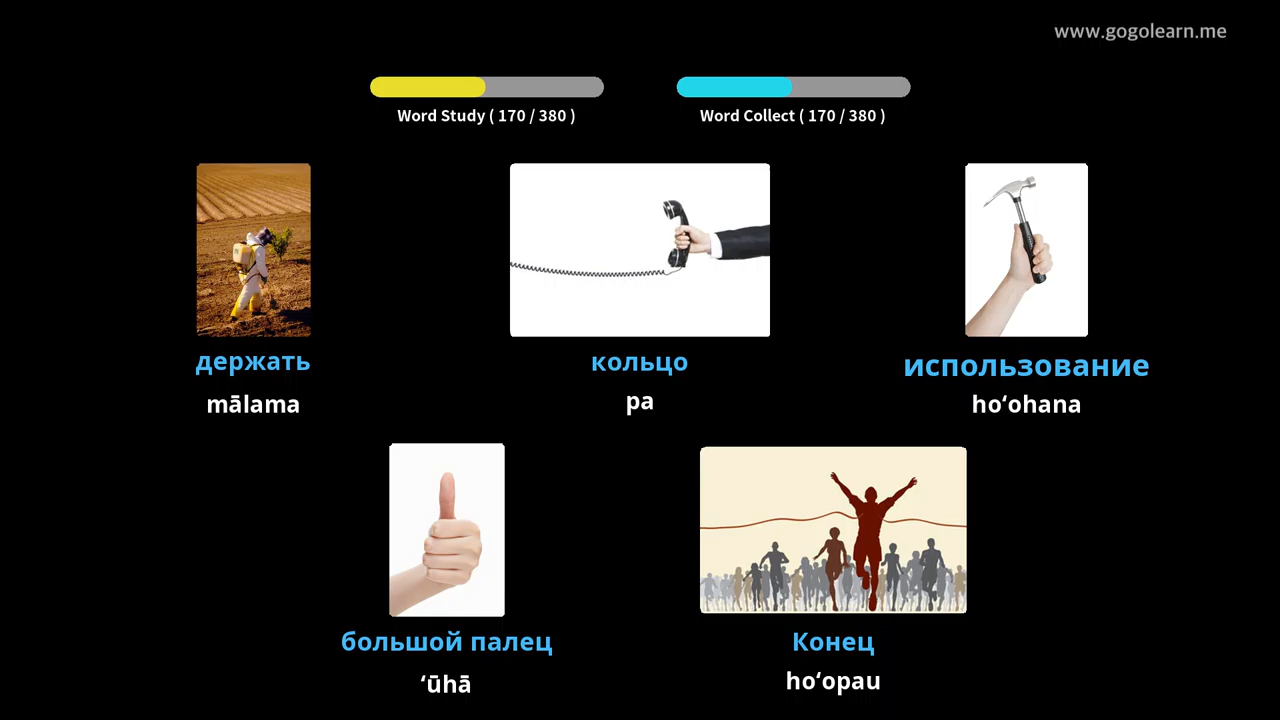 www.gogolearn.me
Word Study ( 170 / 380 )
Word Collect ( 170 / 380 )
держать
mālama
кольцо
pa
использование
hoʻohana
большой палец
ʻūhā
Конец
hoʻopau